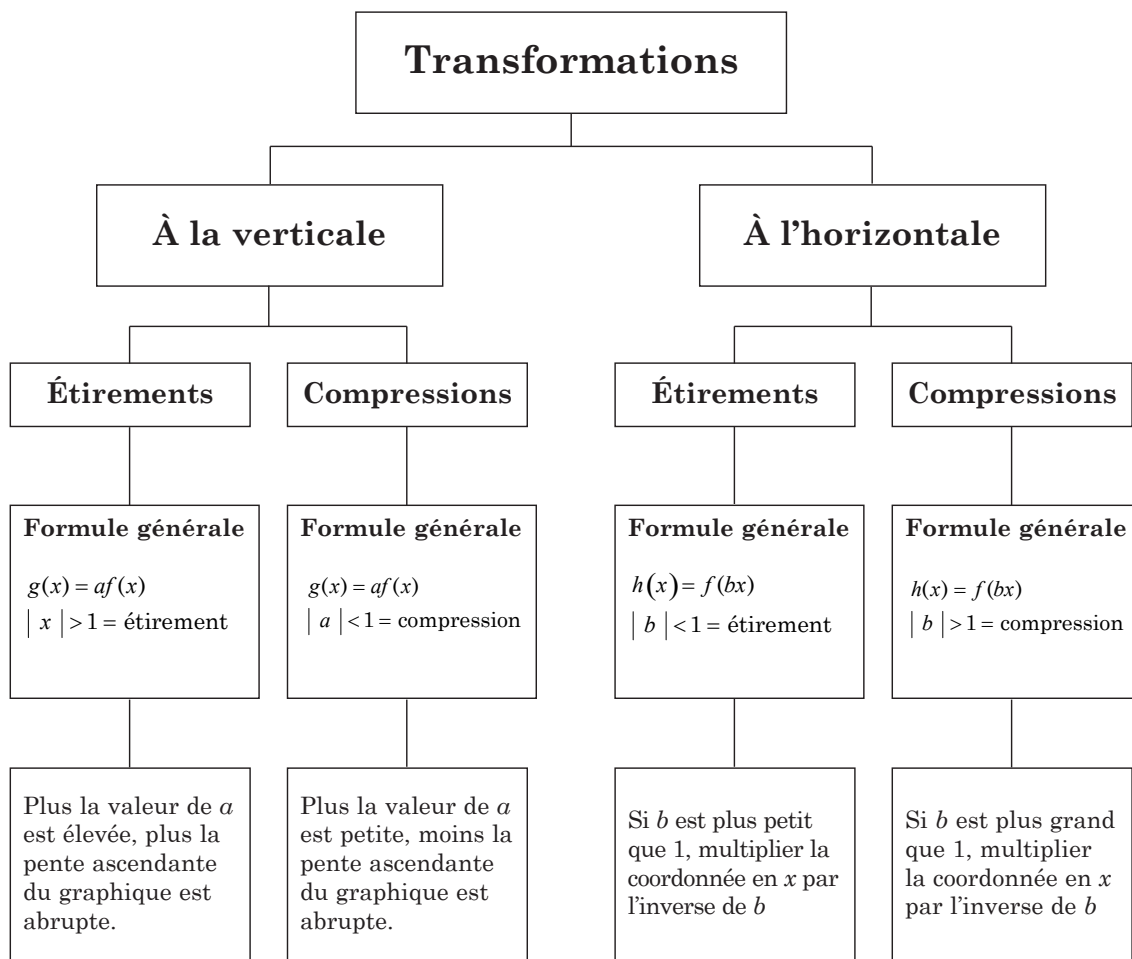 Transformations
À la verticale
À l'horizontale
Étirements
Compressions
Étirements
Compressions
Formule générale
g(x) = af(x)
| x | > 1 = étirement
Formule générale
g(x) = af(x)
| a | < 1 = compression
Formule générale
h(x) = f(bx)
| b | < 1 = étirement
Formule générale
h(x) = f(bx)
| b | > 1 = compression
Plus la valeur de a
est élevée, plus la
pente ascendante
du graphique est
abrupte.
Plus la valeur de a
est petite, moins la
pente ascendante
du graphique est
abrupte.
Si b est plus petit
que 1, multiplier la
coordonnée en x par
l'inverse de b
Si b est plus grand
que 1, multiplier
la coordonnée en x
par l'inverse de b